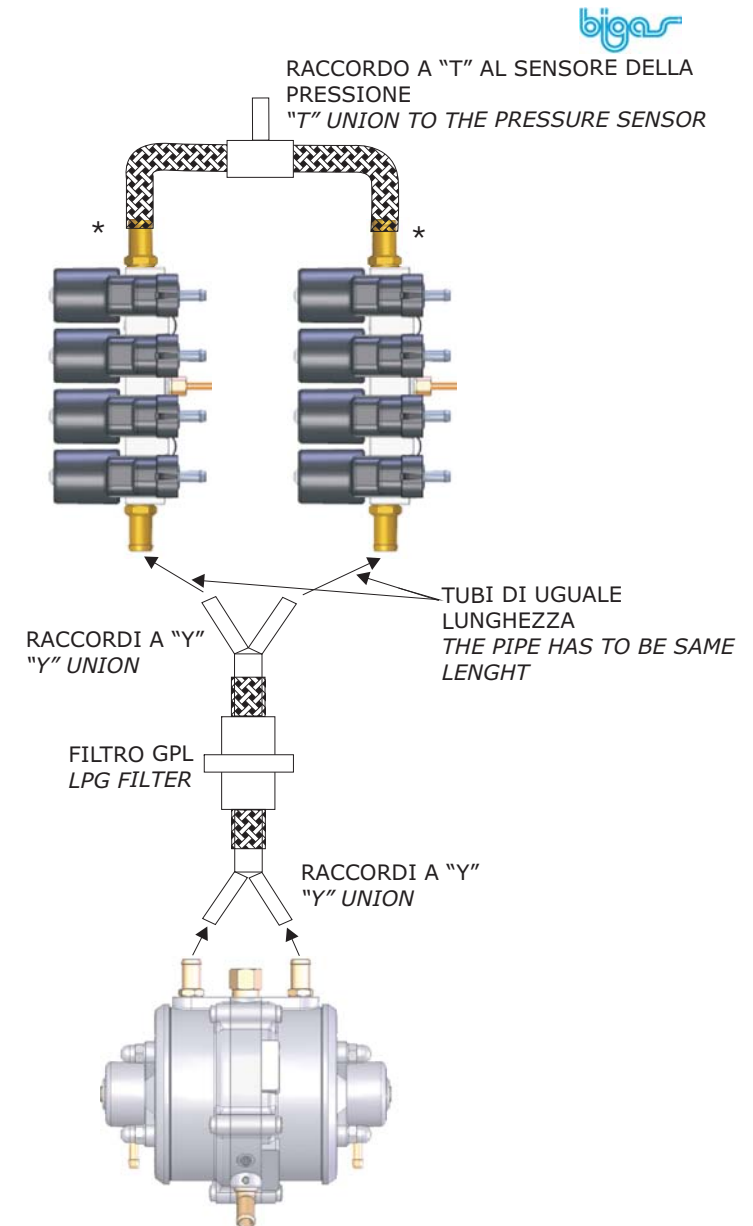 bigas
RACCORDO A “T” AL SENSORE DELLA
PRESSIONE
“T” UNION TO THE PRESSURE SENSOR
*
*
TUBI DI UGUALE
LUNGHEZZA
THE PIPE HAS TO BE SAME
LENGHT
RACCORDI A “Y”
“Y” UNION
FILTRO GPL
LPG FILTER
RACCORDI A “Y”
“Y” UNION